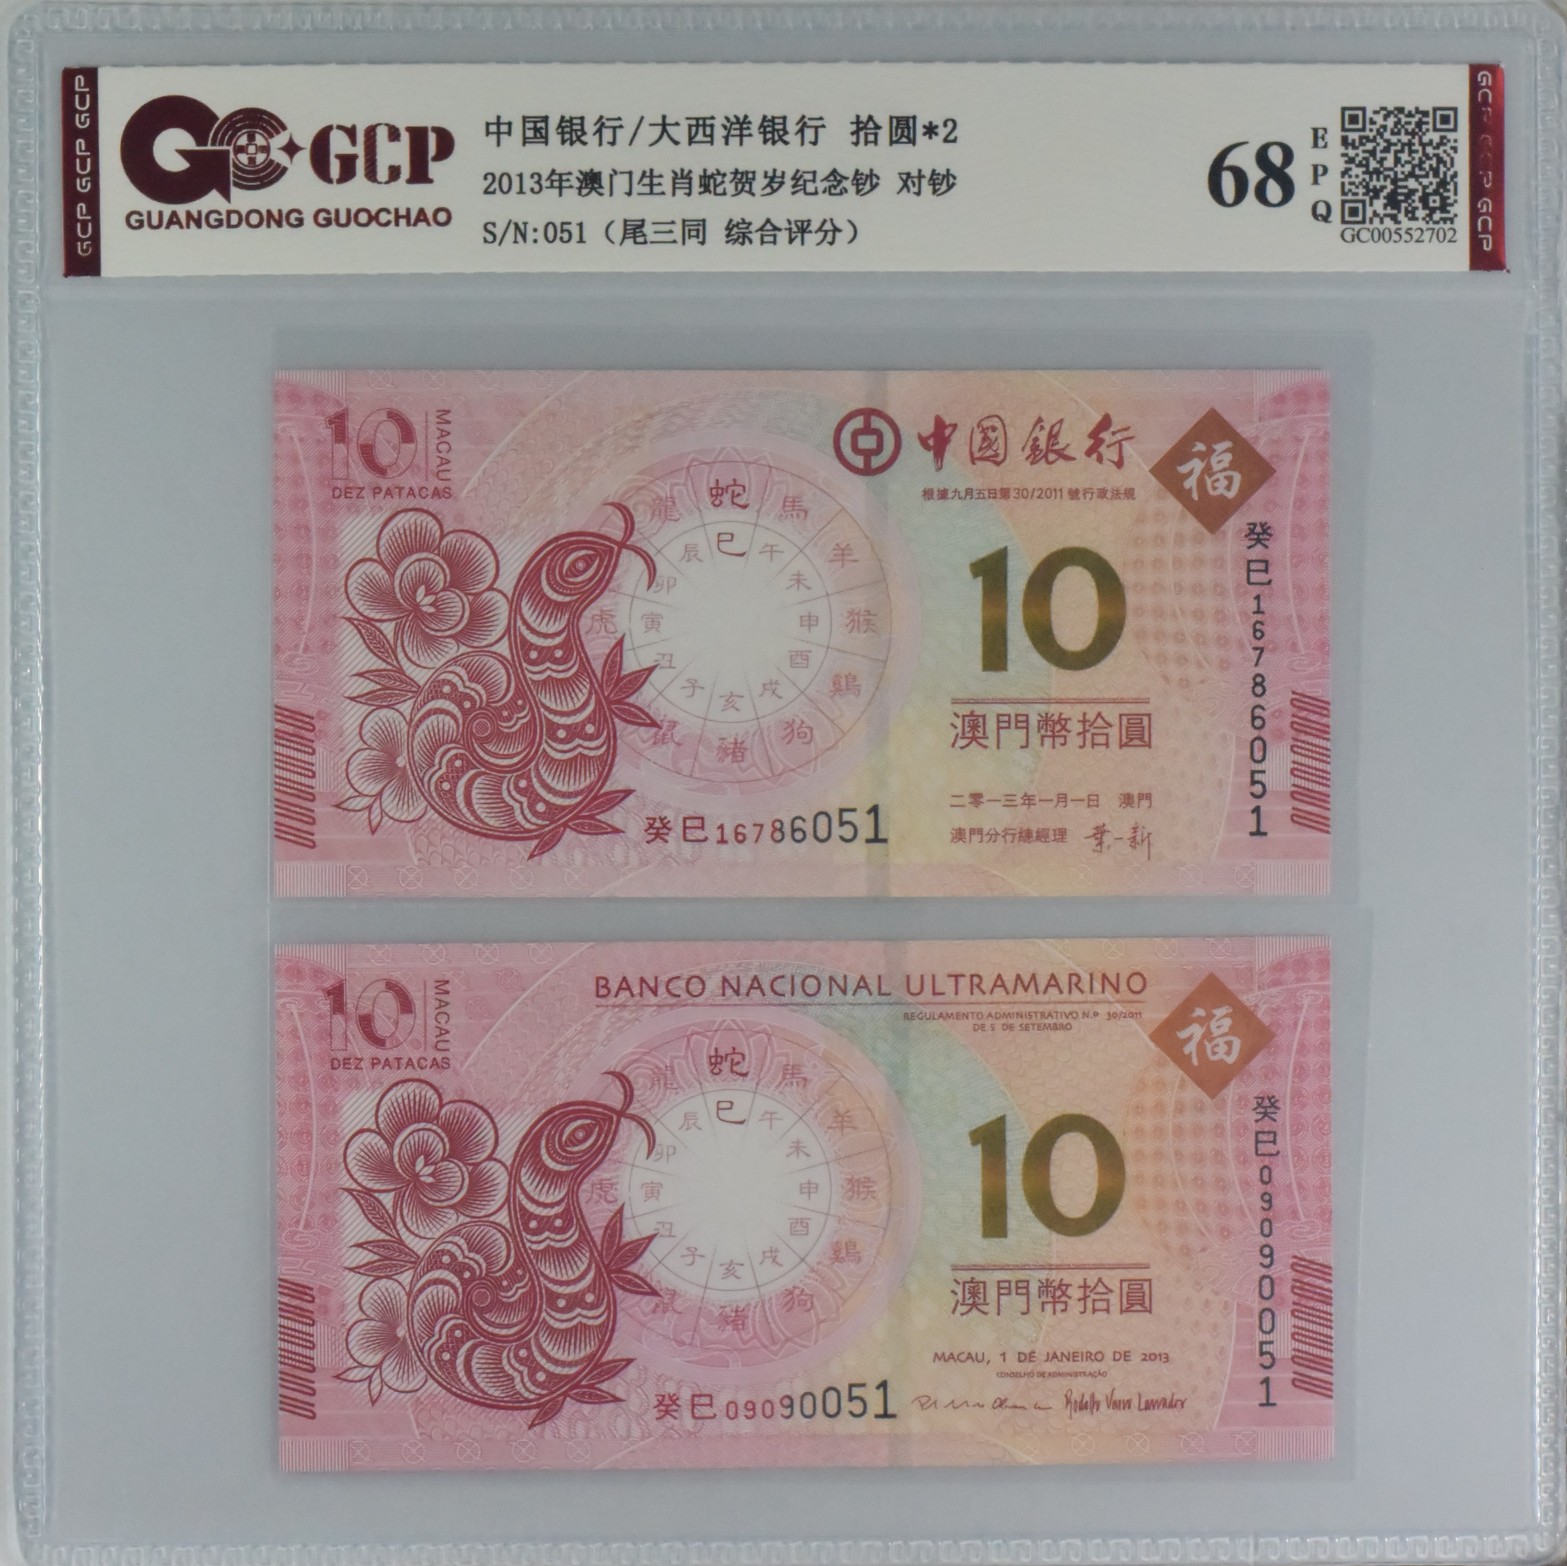 GCP GCP GCP
GCP
GUANGDONG GUOCHAO
中国银行/大西洋银行 拾圆*2
2013年澳门生肖蛇贺岁纪念钞 对钞
S/N:051（尾三同 综合评分）
68
EPQ
GC00552702
GCP GCP GCP
10
MACAU
DEZ PATACAS
中國銀行
根據九月五日第30/2011號行政法規
福
蛇 馬 羊 猴 鷄 狗 豬 鼠 虎 龍
巳 午 未 申 酉 戌 亥 子 丑 寅 卯 辰
10
澳門幣拾圓
二零一三年一月一日 澳門
澳門分行總經理 葉一新
癸巳16786051
癸巳16786051
10
MACAU
DEZ PATACAS
BANCO NACIONAL ULTRAMARINO
REGULAMENTO ADMINISTRATIVO N.º 30/2011
DE 5 DE SETEMBRO
福
蛇 馬 羊 猴 鷄 狗 豬 鼠 虎 龍
巳 午 未 申 酉 戌 亥 子 丑 寅 卯 辰
10
澳門幣拾圓
MACAU, 1 DE JANEIRO DE 2013
CONSELHO DE ADMINISTRAÇÃO
癸巳09090051
癸巳09090051